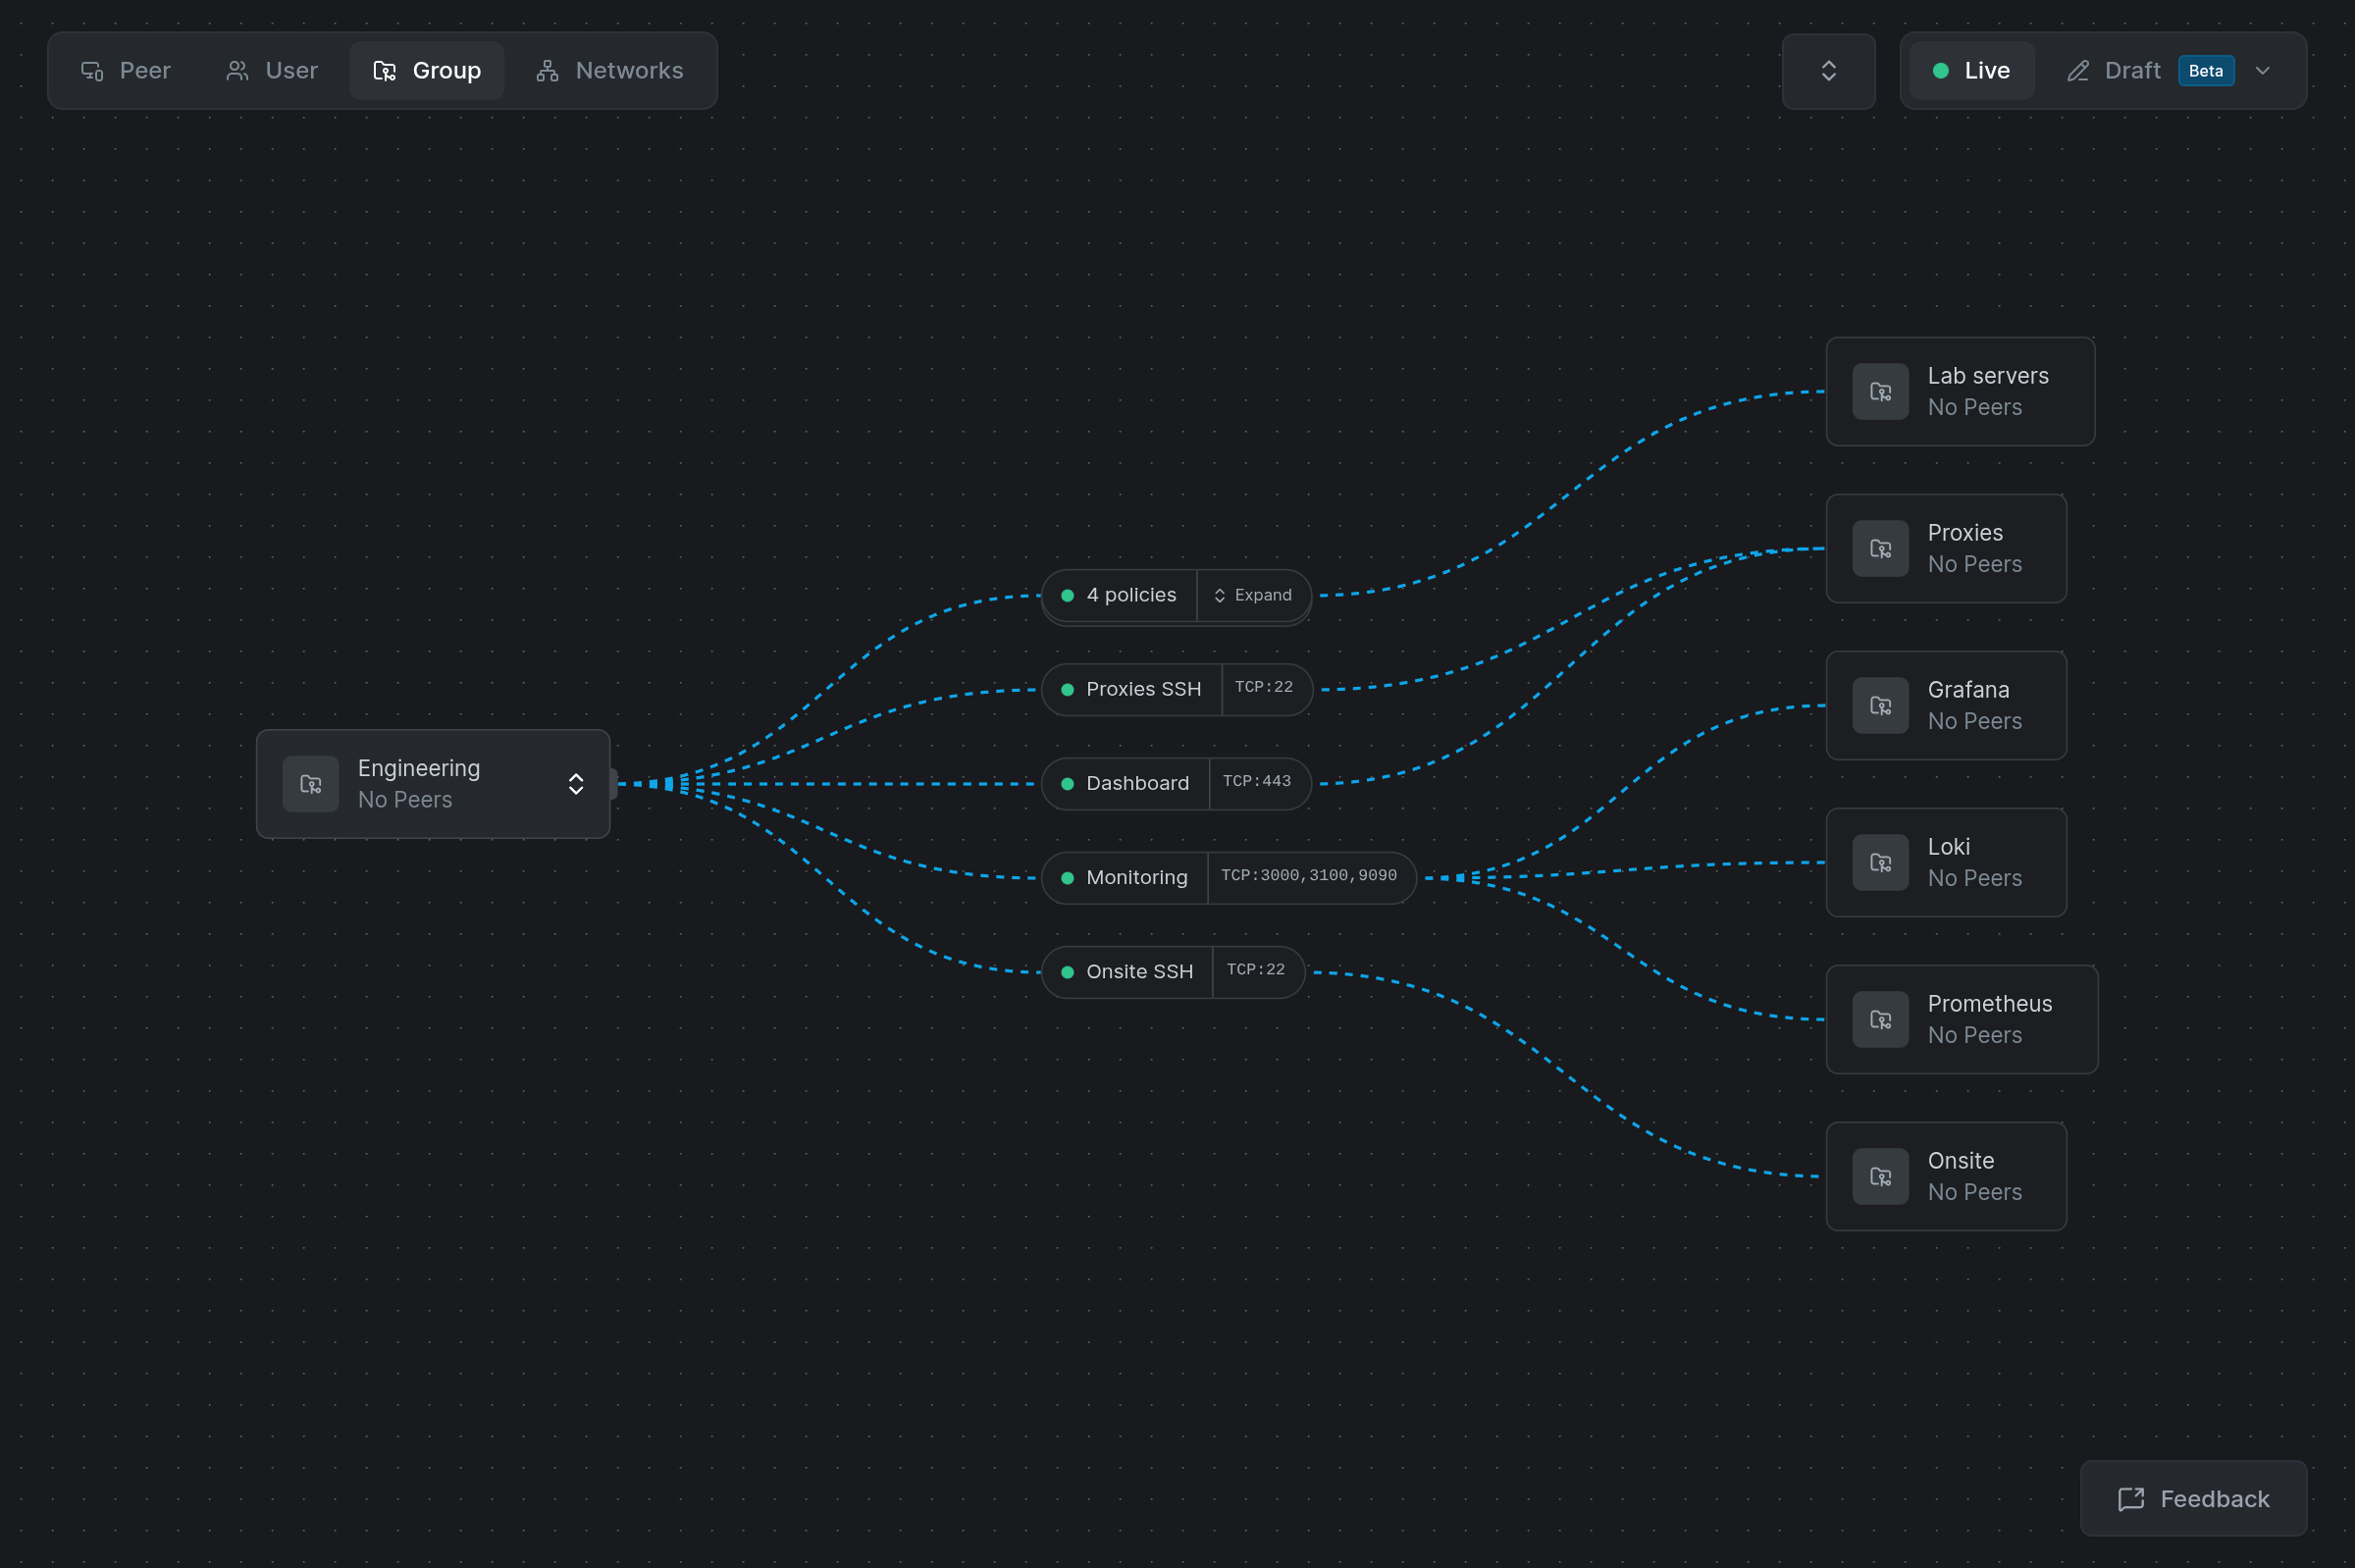 Peer
User
Group
Networks
Live
Draft
Beta
Lab servers
No Peers
Proxies
No Peers
4 policies
Expand
Proxies SSH
TCP:22
Grafana
No Peers
Engineering
No Peers
Dashboard
TCP:443
Loki
No Peers
Monitoring
TCP:3000,3100,9090
Onsite SSH
TCP:22
Prometheus
No Peers
Onsite
No Peers
Feedback